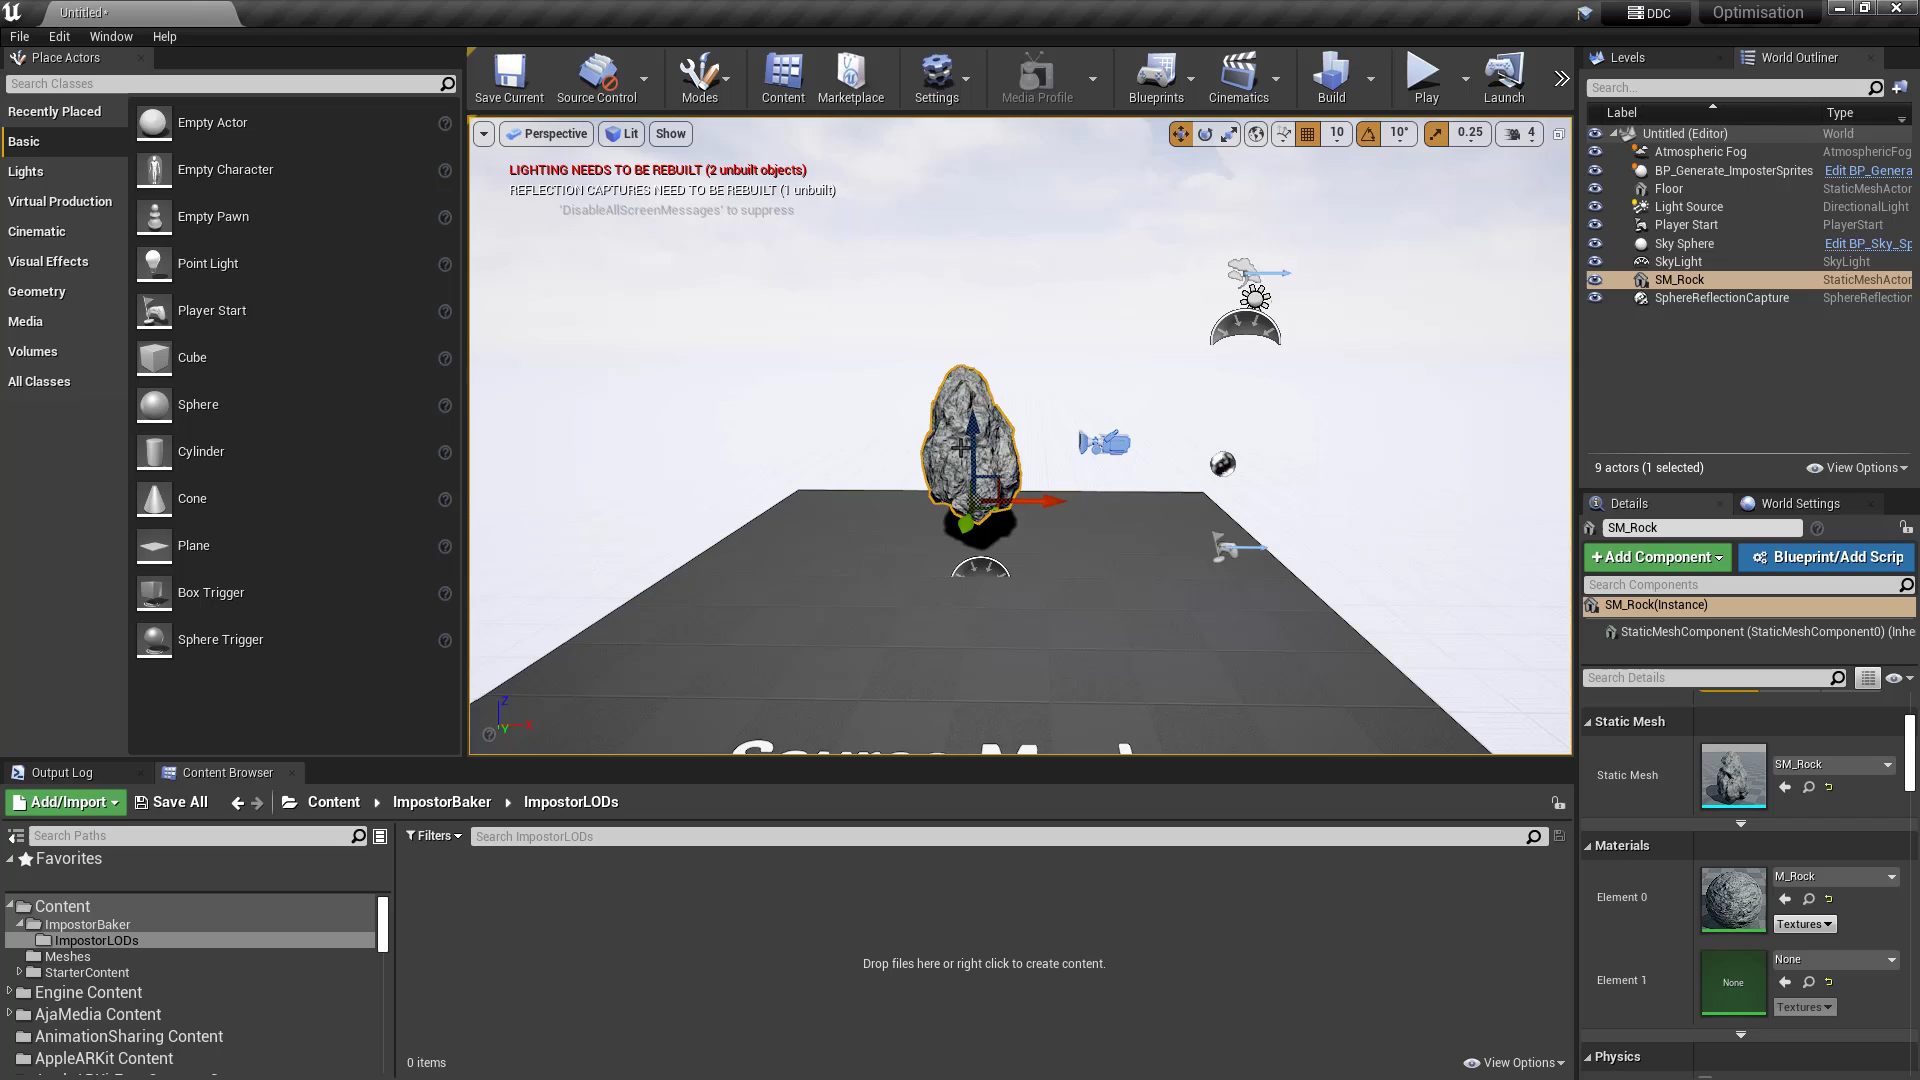 Untitled*
DDC
Optimisation
File
Edit
Window
Help
Place Actors
Search Classes
Recently Placed
Basic
Lights
Virtual Production
Cinematic
Visual Effects
Geometry
Media
Volumes
All Classes
Empty Actor
Empty Character
Empty Pawn
Point Light
Player Start
Cube
Sphere
Cylinder
Cone
Plane
Box Trigger
Sphere Trigger
Save Current
Source Control
Modes
Content
Marketplace
Settings
Media Profile
Blueprints
Cinematics
Build
Play
Launch
Perspective
Lit
Show
10
10°
0.25
4
LIGHTING NEEDS TO BE REBUILT (2 unbuilt objects)
REFLECTION CAPTURES NEED TO BE REBUILT (1 unbuilt)
'DisableAllScreenMessages' to suppress
Z
X
Y
Levels
World Outliner
Search...
Label
Type
Untitled (Editor)
World
Atmospheric Fog
AtmosphericFog
BP_Generate_ImposterSprites
Edit BP_Genera
Floor
StaticMeshActor
Light Source
DirectionalLight
Player Start
PlayerStart
Sky Sphere
Edit BP_Sky_Sp
SkyLight
SkyLight
SM_Rock
StaticMeshActor
SphereReflectionCapture
SphereReflection
9 actors (1 selected)
View Options
Details
World Settings
SM_Rock
Add Component
Blueprint/Add Scrip
Search Components
SM_Rock(Instance)
StaticMeshComponent (StaticMeshComponent0) (Inhe
Search Details
Static Mesh
Static Mesh
SM_Rock
Materials
Element 0
M_Rock
Textures
Element 1
None
None
Textures
Physics
Output Log
Content Browser
Add/Import
Save All
Content
ImpostorBaker
ImpostorLODs
Search Paths
Filters
Search ImpostorLODs
Favorites
Content
ImpostorBaker
ImpostorLODs
Meshes
StarterContent
Engine Content
AjaMedia Content
AnimationSharing Content
AppleARKit Content
Drop files here or right click to create content.
0 items
View Options